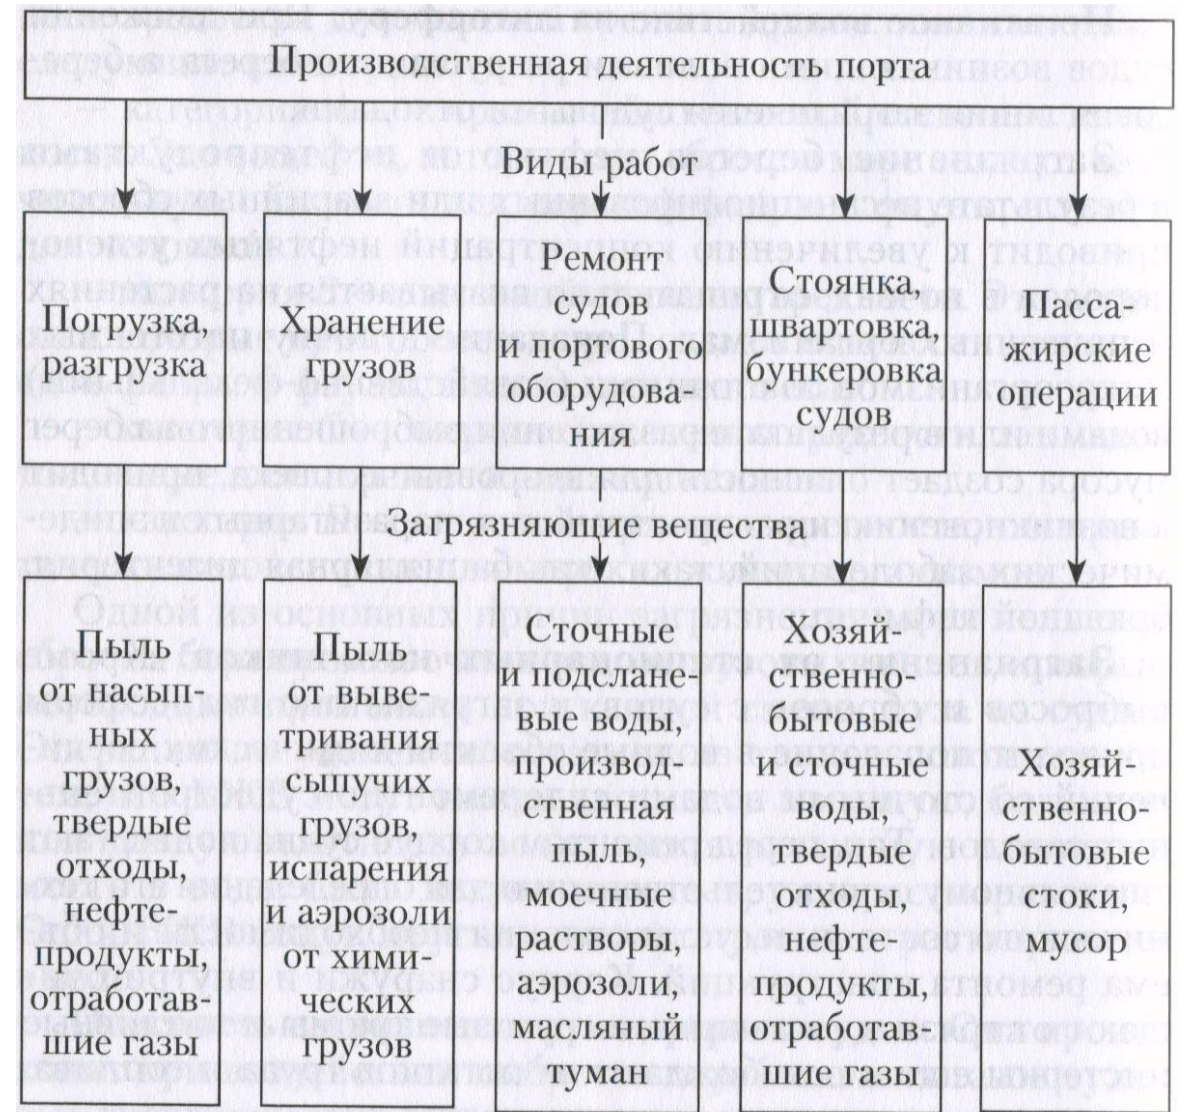 Производственная деятельность порта
Виды работ
Погрузка,
разгрузка
Хранение
грузов
Ремонт
судов
и портового
оборудова-
ния
Стоянка,
швартовка,
бункеровка
судов
Пасса-
жирские
операции
Загрязняющие вещества
Пыль
от насып-
ных
грузов,
твердые
отходы,
нефте-
продукты,
отработав-
шие газы
Пыль
от выве-
тривания
сыпучих
грузов,
испарения
и аэрозоли
от хими-
ческих
грузов
Сточные
и подслане-
вые воды,
производ-
ственная
пыль,
моечные
растворы,
аэрозоли,
масляный
туман
Хозяй-
ственно-
бытовые
и сточные
воды,
твердые
отходы,
нефте-
продукты,
отработав-
шие газы
Хозяй-
ственно-
бытовые
стоки,
мусор